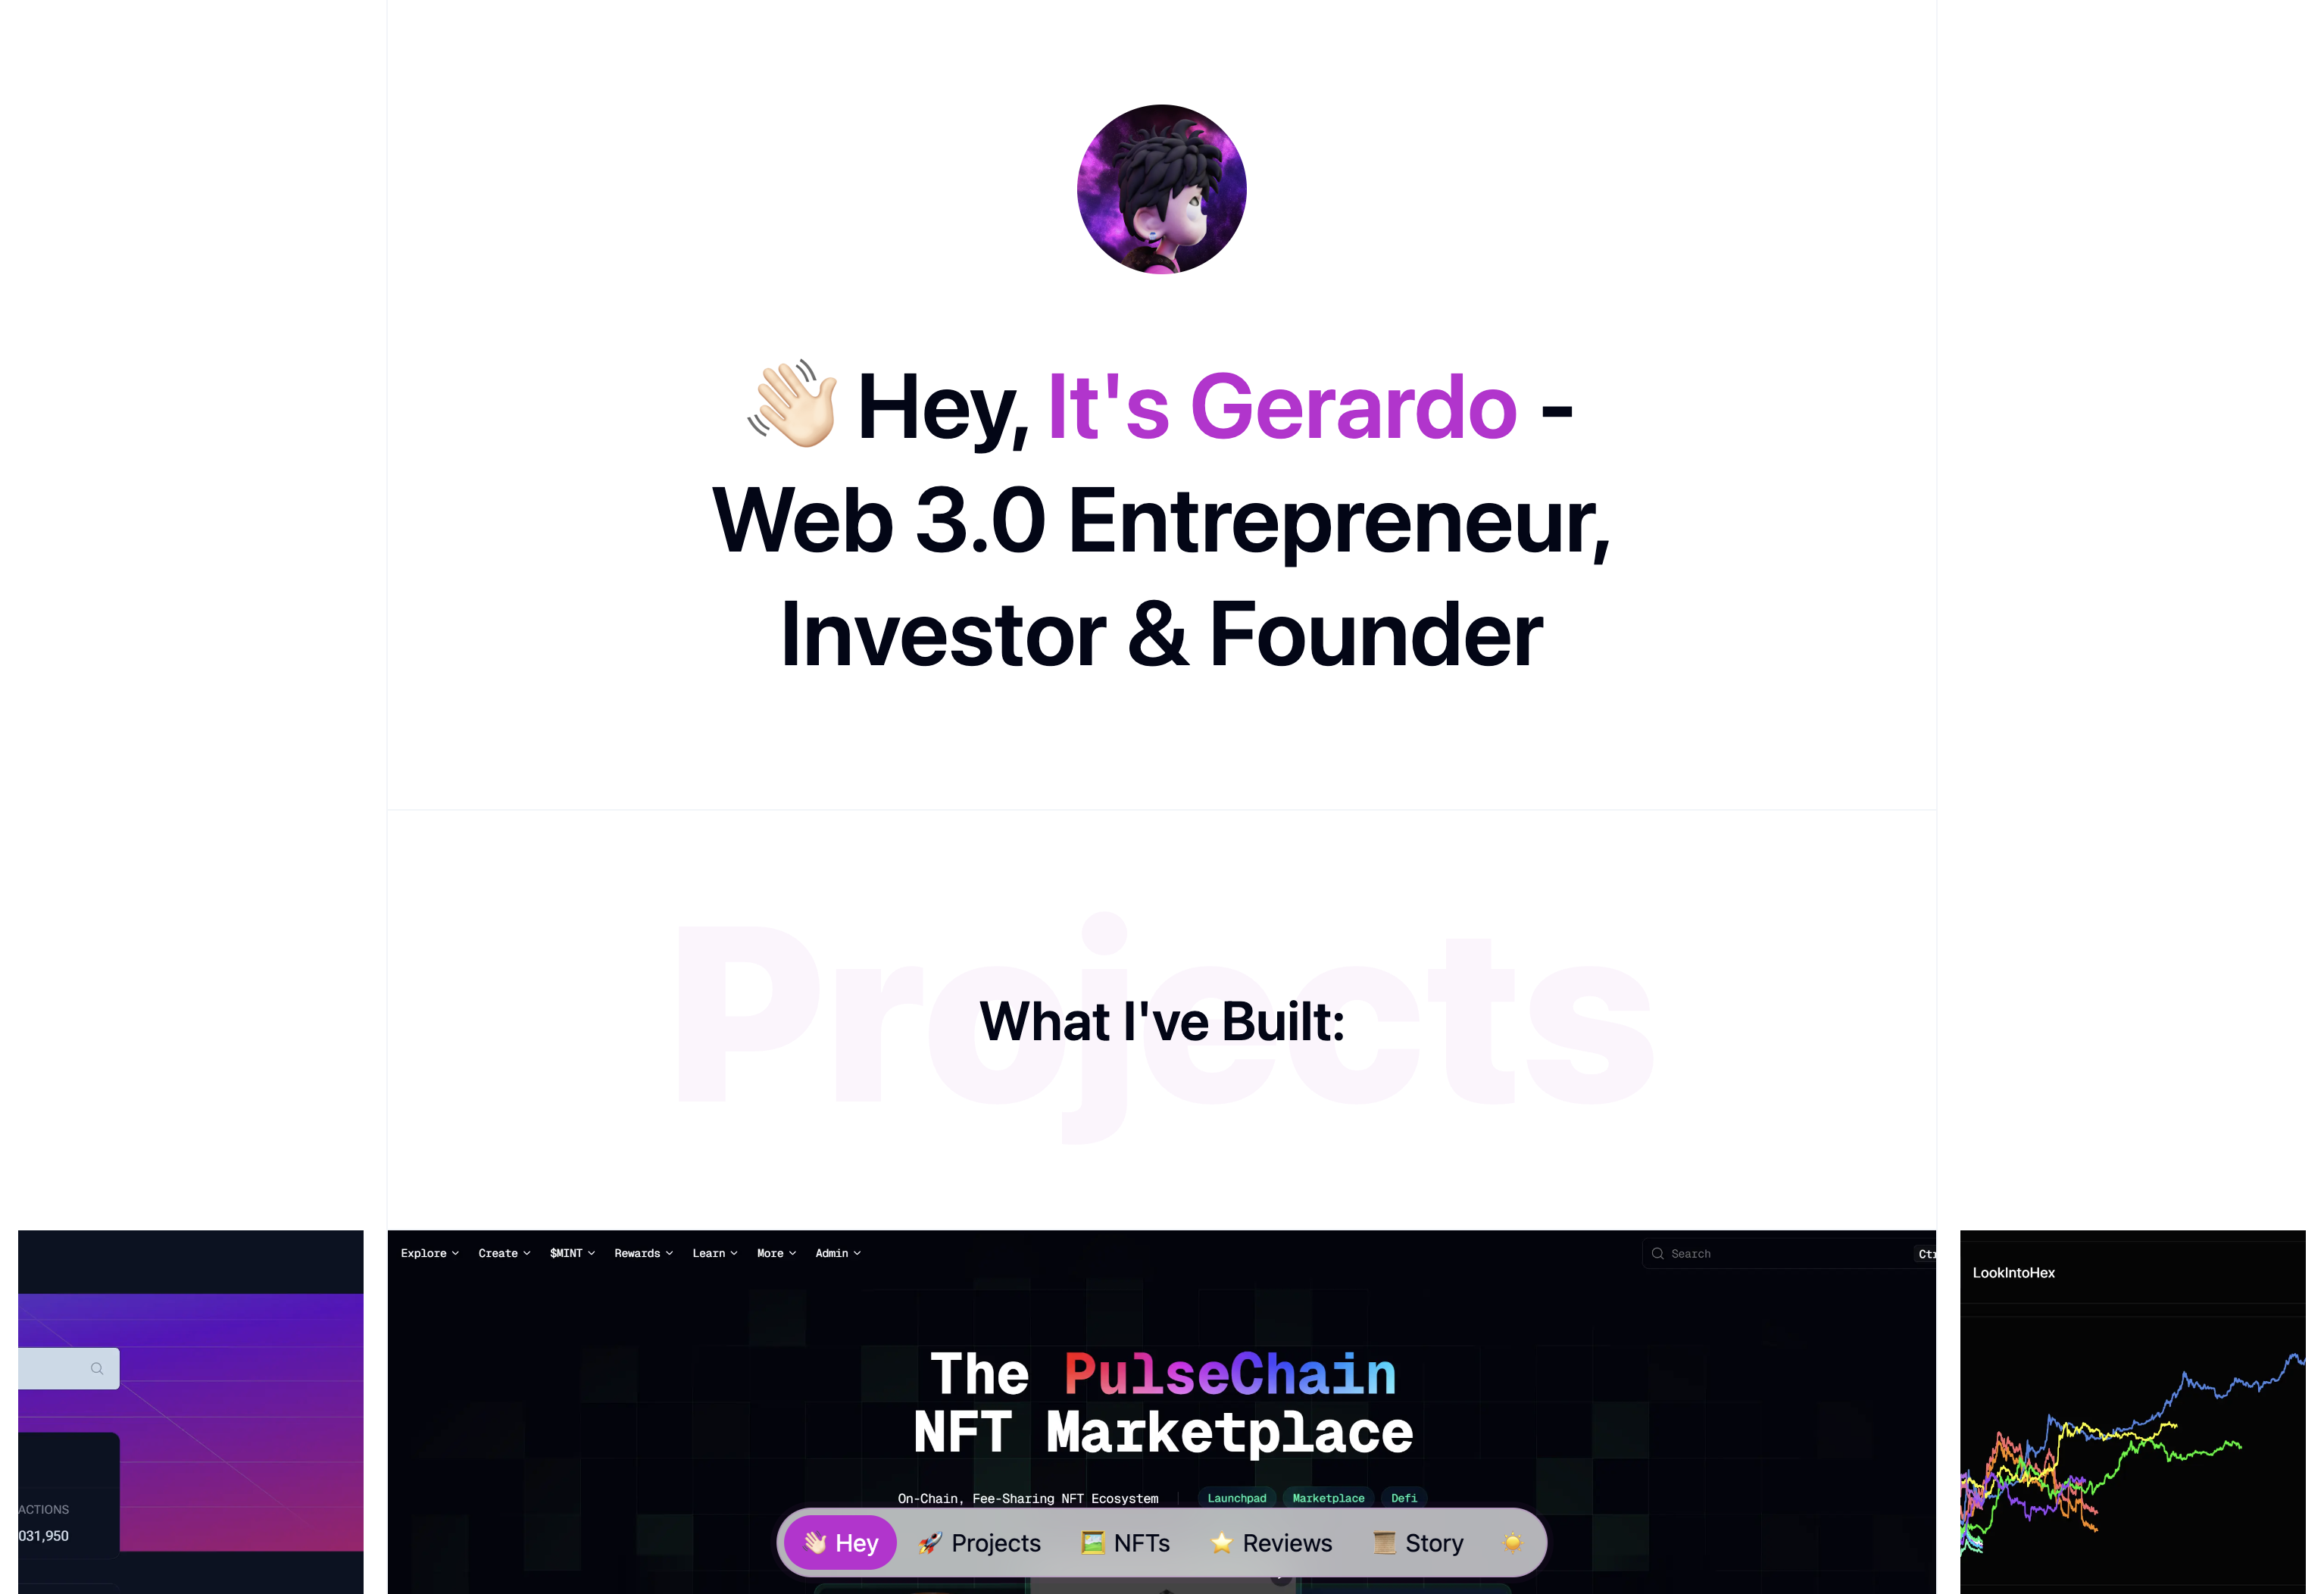 👋🏻 Hey, It's Gerardo -
Web 3.0 Entrepreneur,
Investor & Founder
Projects
What I've Built:
ACTIONS
031,950
Explore Create $MINT Rewards Learn More Admin Search
The PulseChain
NFT Marketplace
On-Chain, Fee-Sharing NFT Ecosystem Launchpad Marketplace Defi
LookIntoHex
👋🏻 Hey 🚀 Projects 🖼️ NFTs ⭐ Reviews 📜 Story ☀️